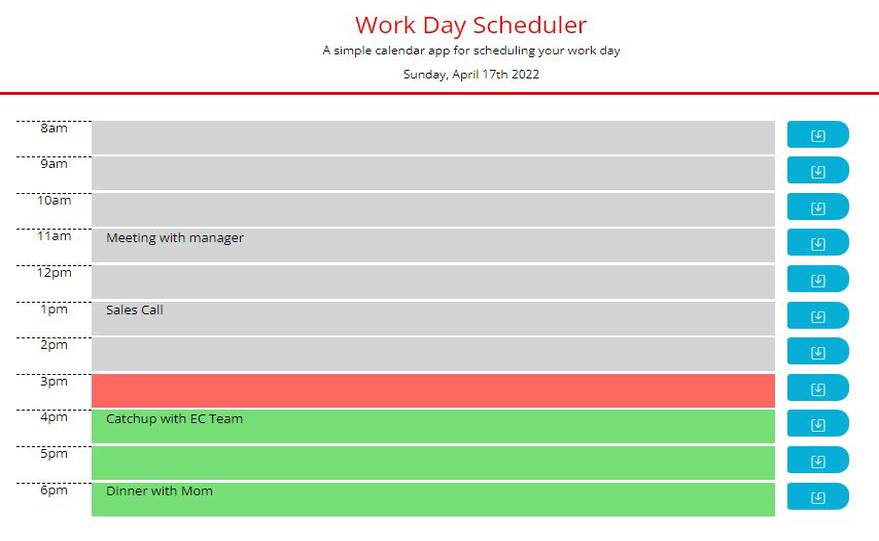 Work Day Scheduler
A simple calendar app for scheduling your work day
Sunday, April 17th 2022
8am
9am
10am
11am Meeting with manager
12pm
1pm Sales Call
2pm
3pm
4pm Catchup with EC Team
5pm
6pm Dinner with Mom